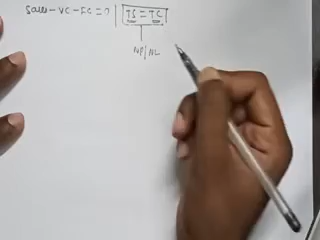 Sales - VC - FC = 0 | TS = TC
NP/NL